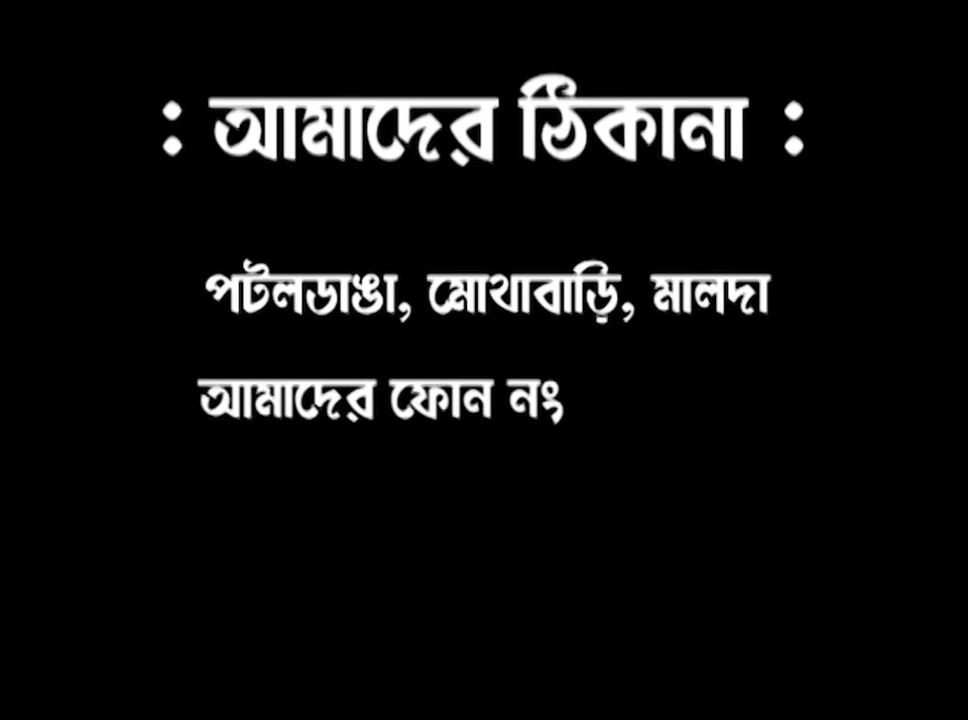 : আমাদের ঠিকানা :
পটলডাঙা, মোথাবাড়ি, মালদা
আমাদের ফোন নং